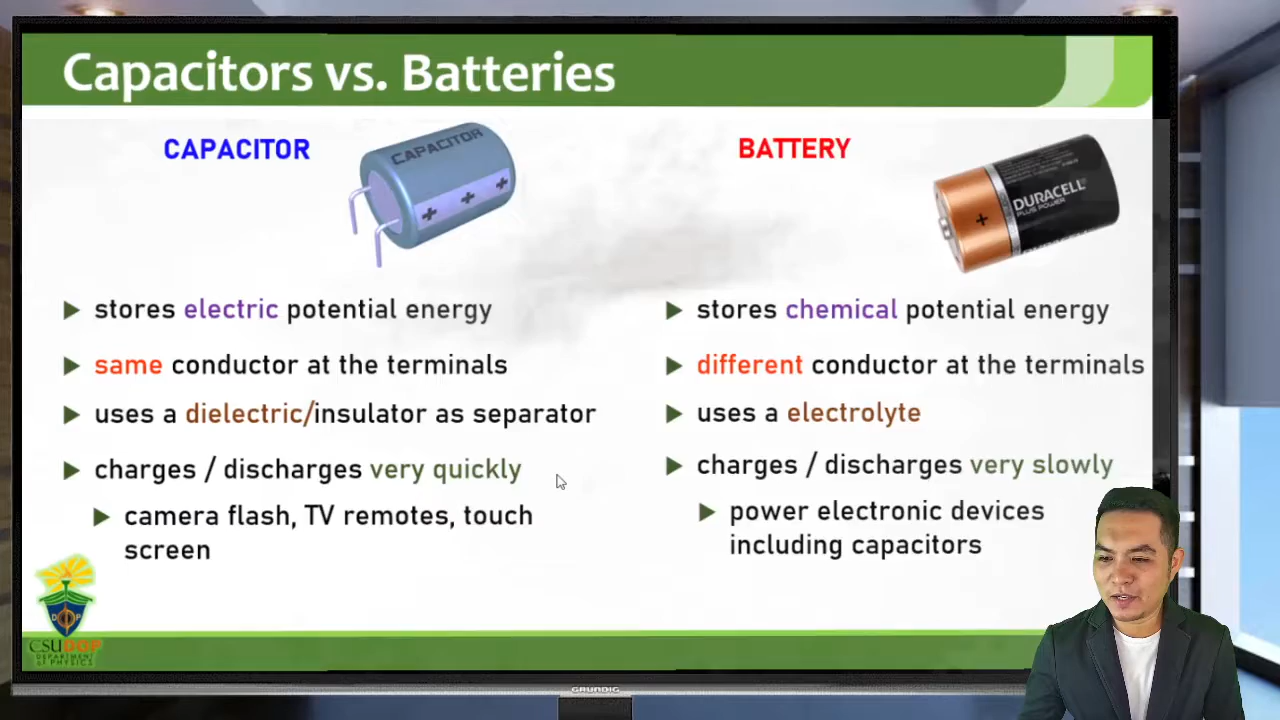 Capacitors vs. Batteries
CAPACITOR
CAPACITOR
stores electric potential energy
same conductor at the terminals
uses a dielectric/insulator as separator
charges / discharges very quickly
camera flash, TV remotes, touch
screen
BATTERY
DURACELL
PLUS POWER
stores chemical potential energy
different conductor at the terminals
uses a electrolyte
charges / discharges very slowly
power electronic devices
including capacitors
CSUDOP
DEPARTMENT
of PHYSICS
GRUNDIG